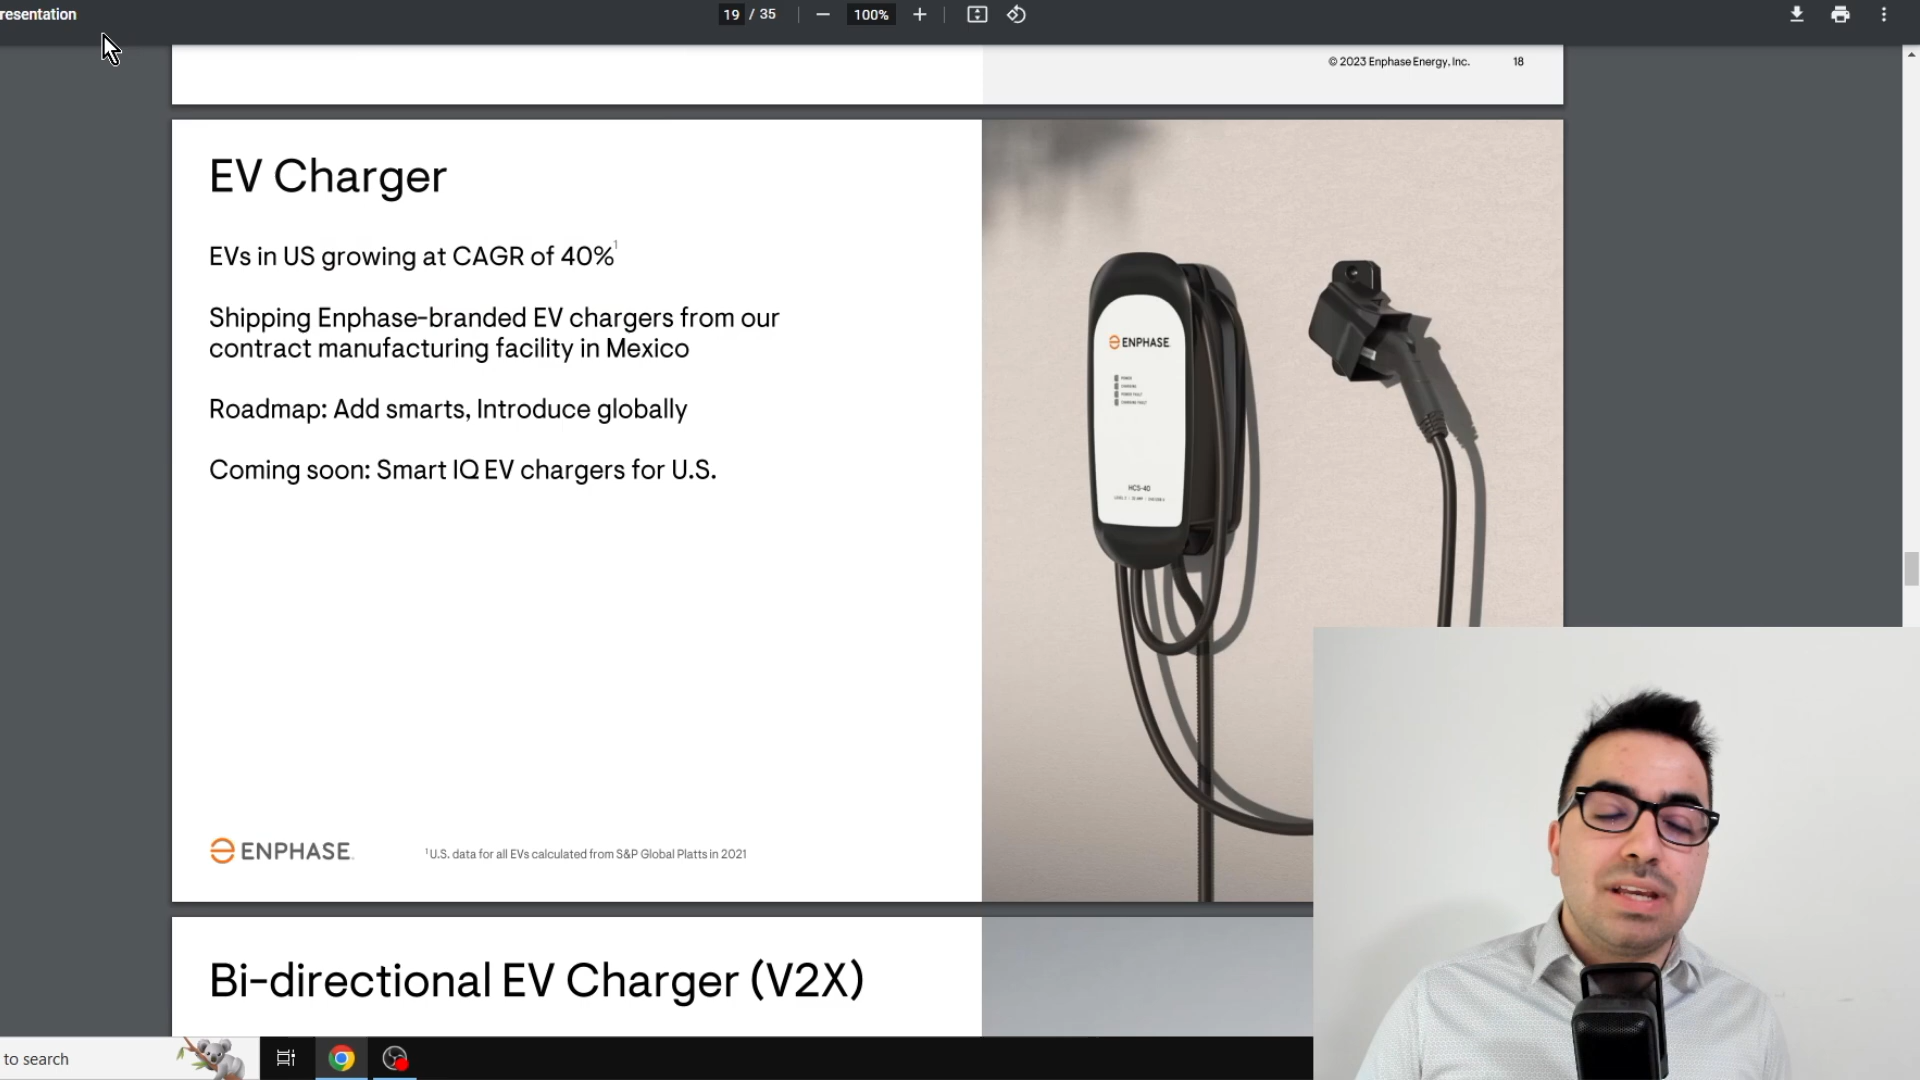 resentation
19 / 35
100%
© 2023 Enphase Energy, Inc.
18
EV Charger
EVs in US growing at CAGR of 40%1
Shipping Enphase-branded EV chargers from our
contract manufacturing facility in Mexico
Roadmap: Add smarts, Introduce globally
Coming soon: Smart IQ EV chargers for U.S.
ENPHASE
HCS-40
ENPHASE
1 U.S. data for all EVs calculated from S&P Global Platts in 2021
Bi-directional EV Charger (V2X)
to search